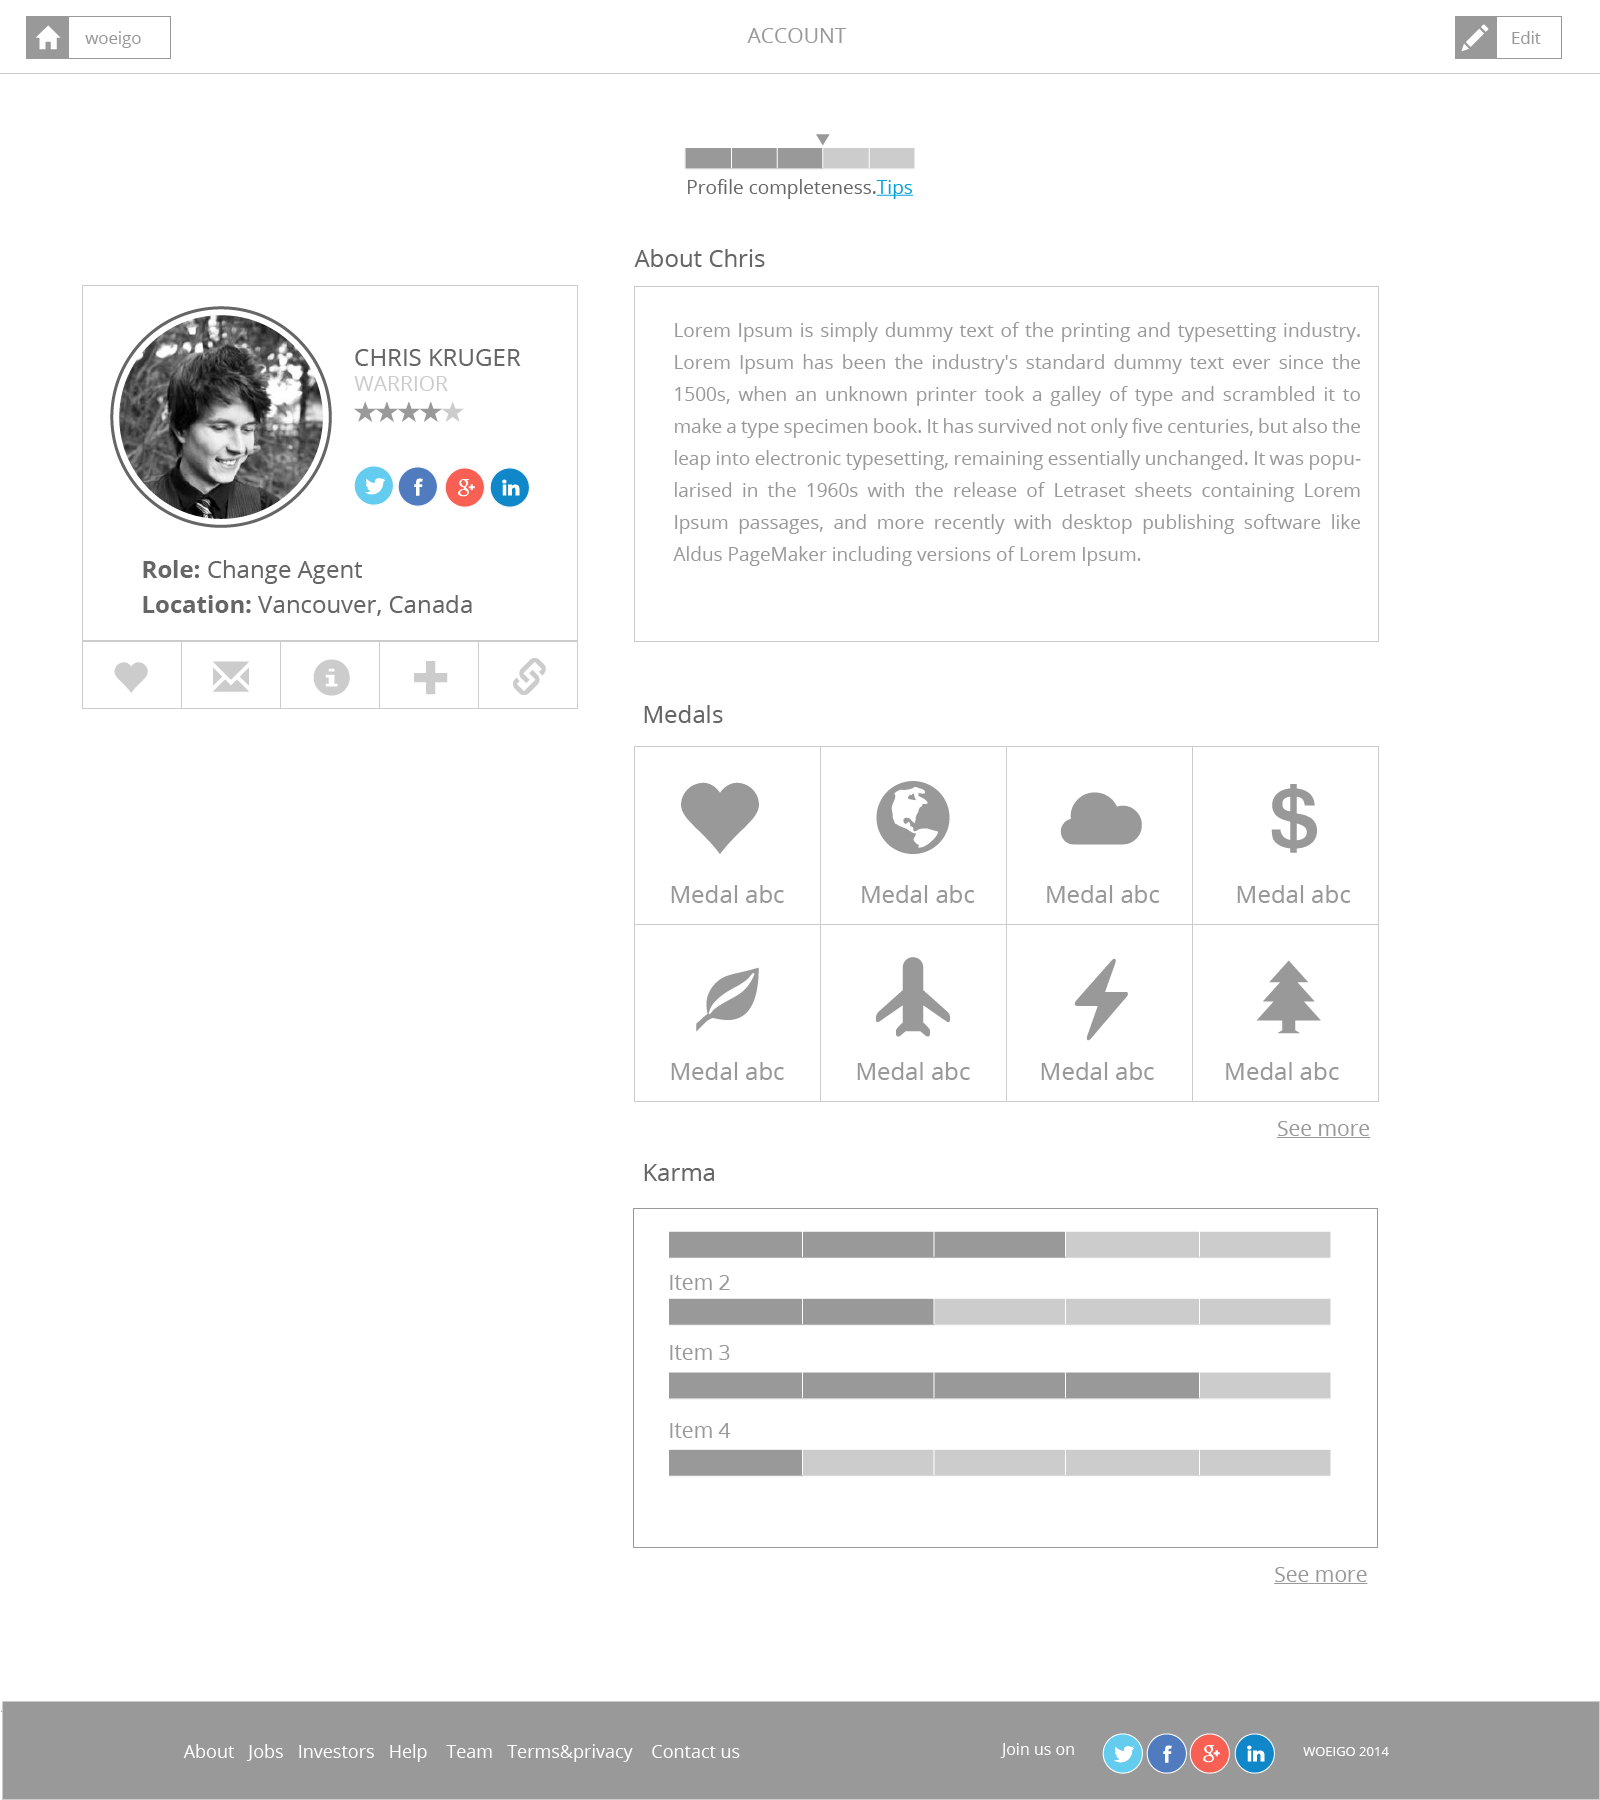 woeigo
ACCOUNT
Edit
Profile completeness.Tips
About Chris
Lorem Ipsum is simply dummy text of the printing and typesetting industry.
Lorem Ipsum has been the industry's standard dummy text ever since the
1500s, when an unknown printer took a galley of type and scrambled it to
make a type specimen book. It has survived not only five centuries, but also the
leap into electronic typesetting, remaining essentially unchanged. It was popu-
larised in the 1960s with the release of Letraset sheets containing Lorem
Ipsum passages, and more recently with desktop publishing software like
Aldus PageMaker including versions of Lorem Ipsum.
CHRIS KRUGER
WARRIOR
Role: Change Agent
Location: Vancouver, Canada
Medals
Medal abc
Medal abc
Medal abc
Medal abc
Medal abc
Medal abc
Medal abc
Medal abc
See more
Karma
Item 2
Item 3
Item 4
See more
About Jobs Investors Help Team Terms&privacy Contact us
Join us on
WOEIGO 2014